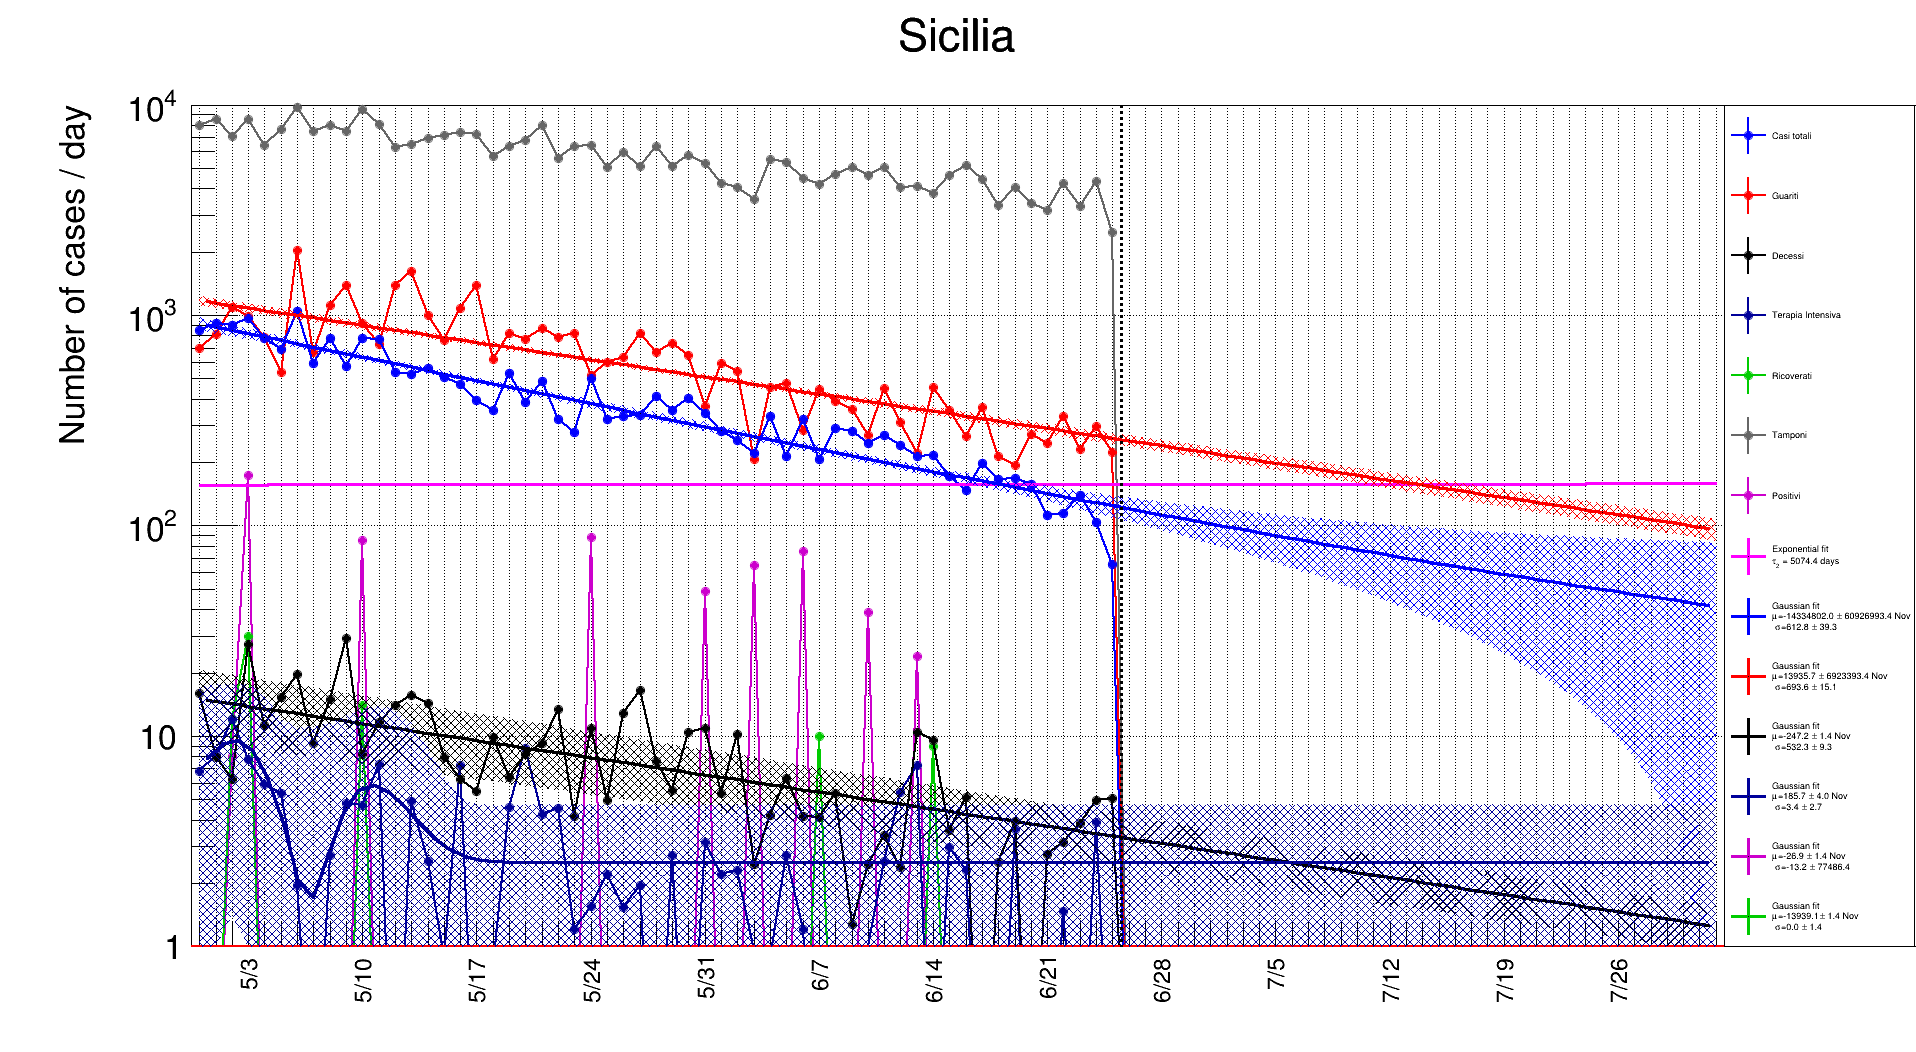 Sicilia
Number of cases / day
10^4
10^3
10^2
10
1
5/3
5/10
5/17
5/24
5/31
6/7
6/14
6/21
6/28
7/5
7/12
7/19
7/26
Casi totali
Guariti
Decessi
Terapia Intensiva
Ricoverati
Tamponi
Positivi
Exponential fit
τ₂ = 5074.4 days
Gaussian fit
μ=-14334802.0 ± 60926993.4 Nov
σ=612.8 ± 39.3
Gaussian fit
μ=13935.7 ± 6923393.4 Nov
σ=693.6 ± 15.1
Gaussian fit
μ=-247.2 ± 1.4 Nov
σ=532.3 ± 9.3
Gaussian fit
μ=185.7 ± 4.0 Nov
σ=3.4 ± 2.7
Gaussian fit
μ=-26.9 ± 1.4 Nov
σ=-13.2 ± 77486.4
Gaussian fit
μ=-13939.1 ± 1.4 Nov
σ=0.0 ± 1.4